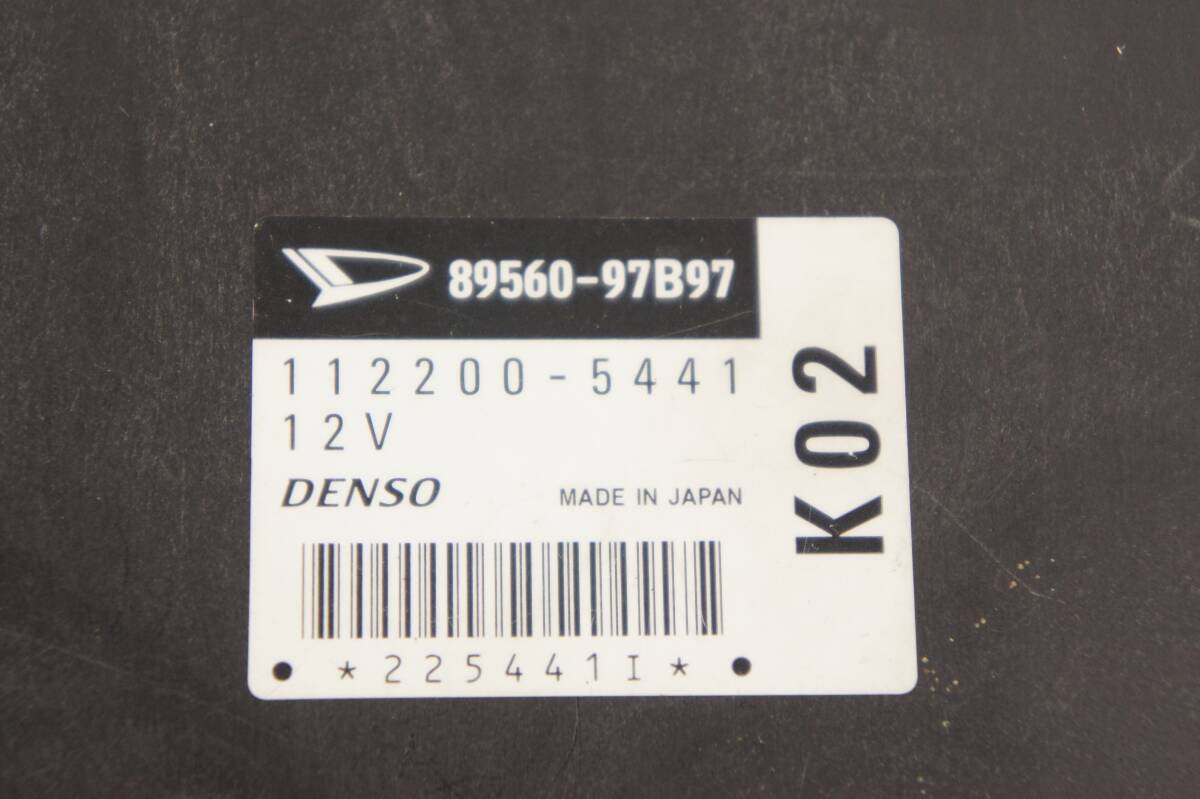 89560-97B97
112200-5441
12V
DENSO
MADE IN JAPAN
*225441I*
K02